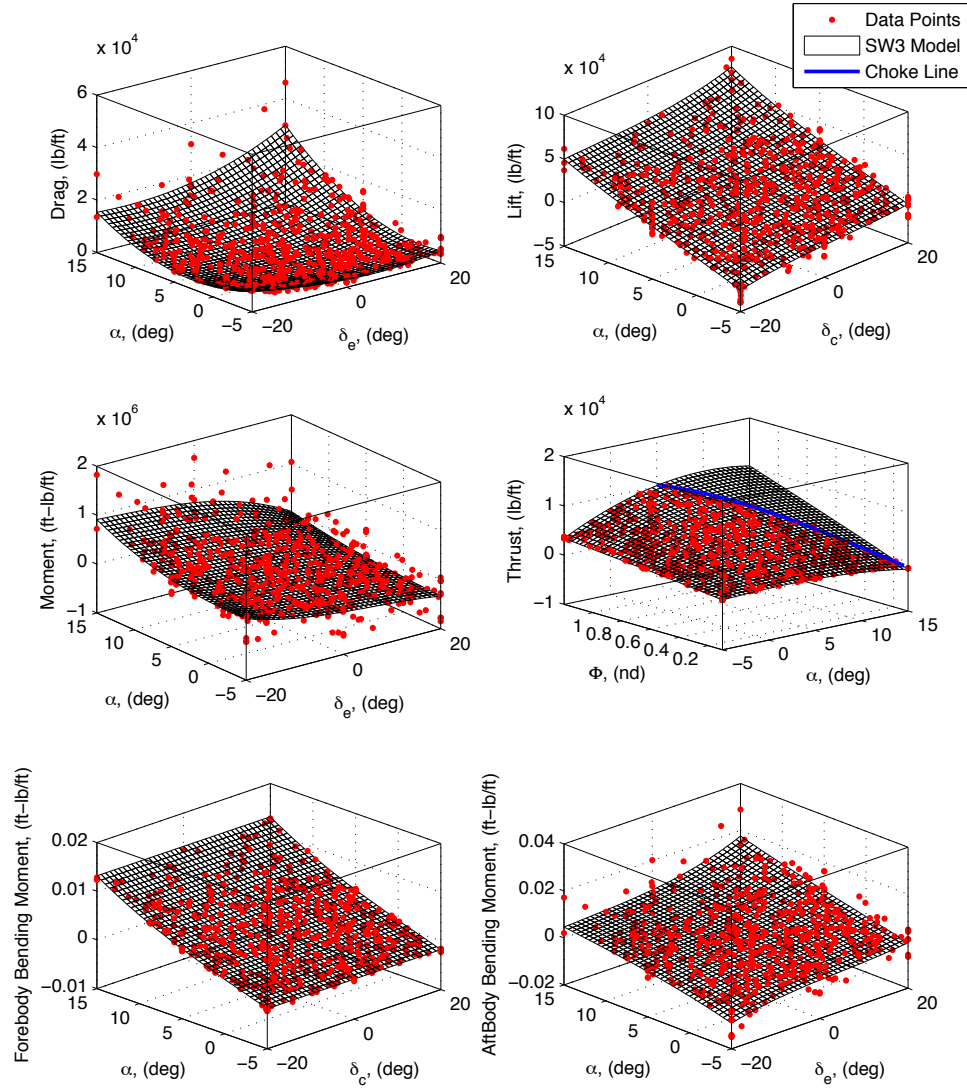 Data Points
SW3 Model
Choke Line
x 10^4
6
4
2
0
Drag, (lb/ft)
15
10
5
0
−5
α, (deg)
−20
0
20
δ_e, (deg)
x 10^4
10
5
0
−5
Lift, (lb/ft)
15
10
5
0
−5
α, (deg)
−20
0
20
δ_c, (deg)
x 10^6
2
1
0
−1
Moment, (ft−lb/ft)
15
10
5
0
−5
α, (deg)
−20
0
20
δ_e, (deg)
x 10^4
2
1
0
−1
Thrust, (lb/ft)
1
0.8
0.6
0.4
0.2
Φ, (nd)
−5
0
5
10
15
α, (deg)
0.02
0.01
0
−0.01
Forebody Bending Moment, (ft−lb/ft)
15
10
5
0
−5
α, (deg)
−20
0
20
δ_c, (deg)
0.04
0.02
0
−0.02
AftBody Bending Moment, (ft−lb/ft)
15
10
5
0
−5
α, (deg)
−20
0
20
δ_e, (deg)